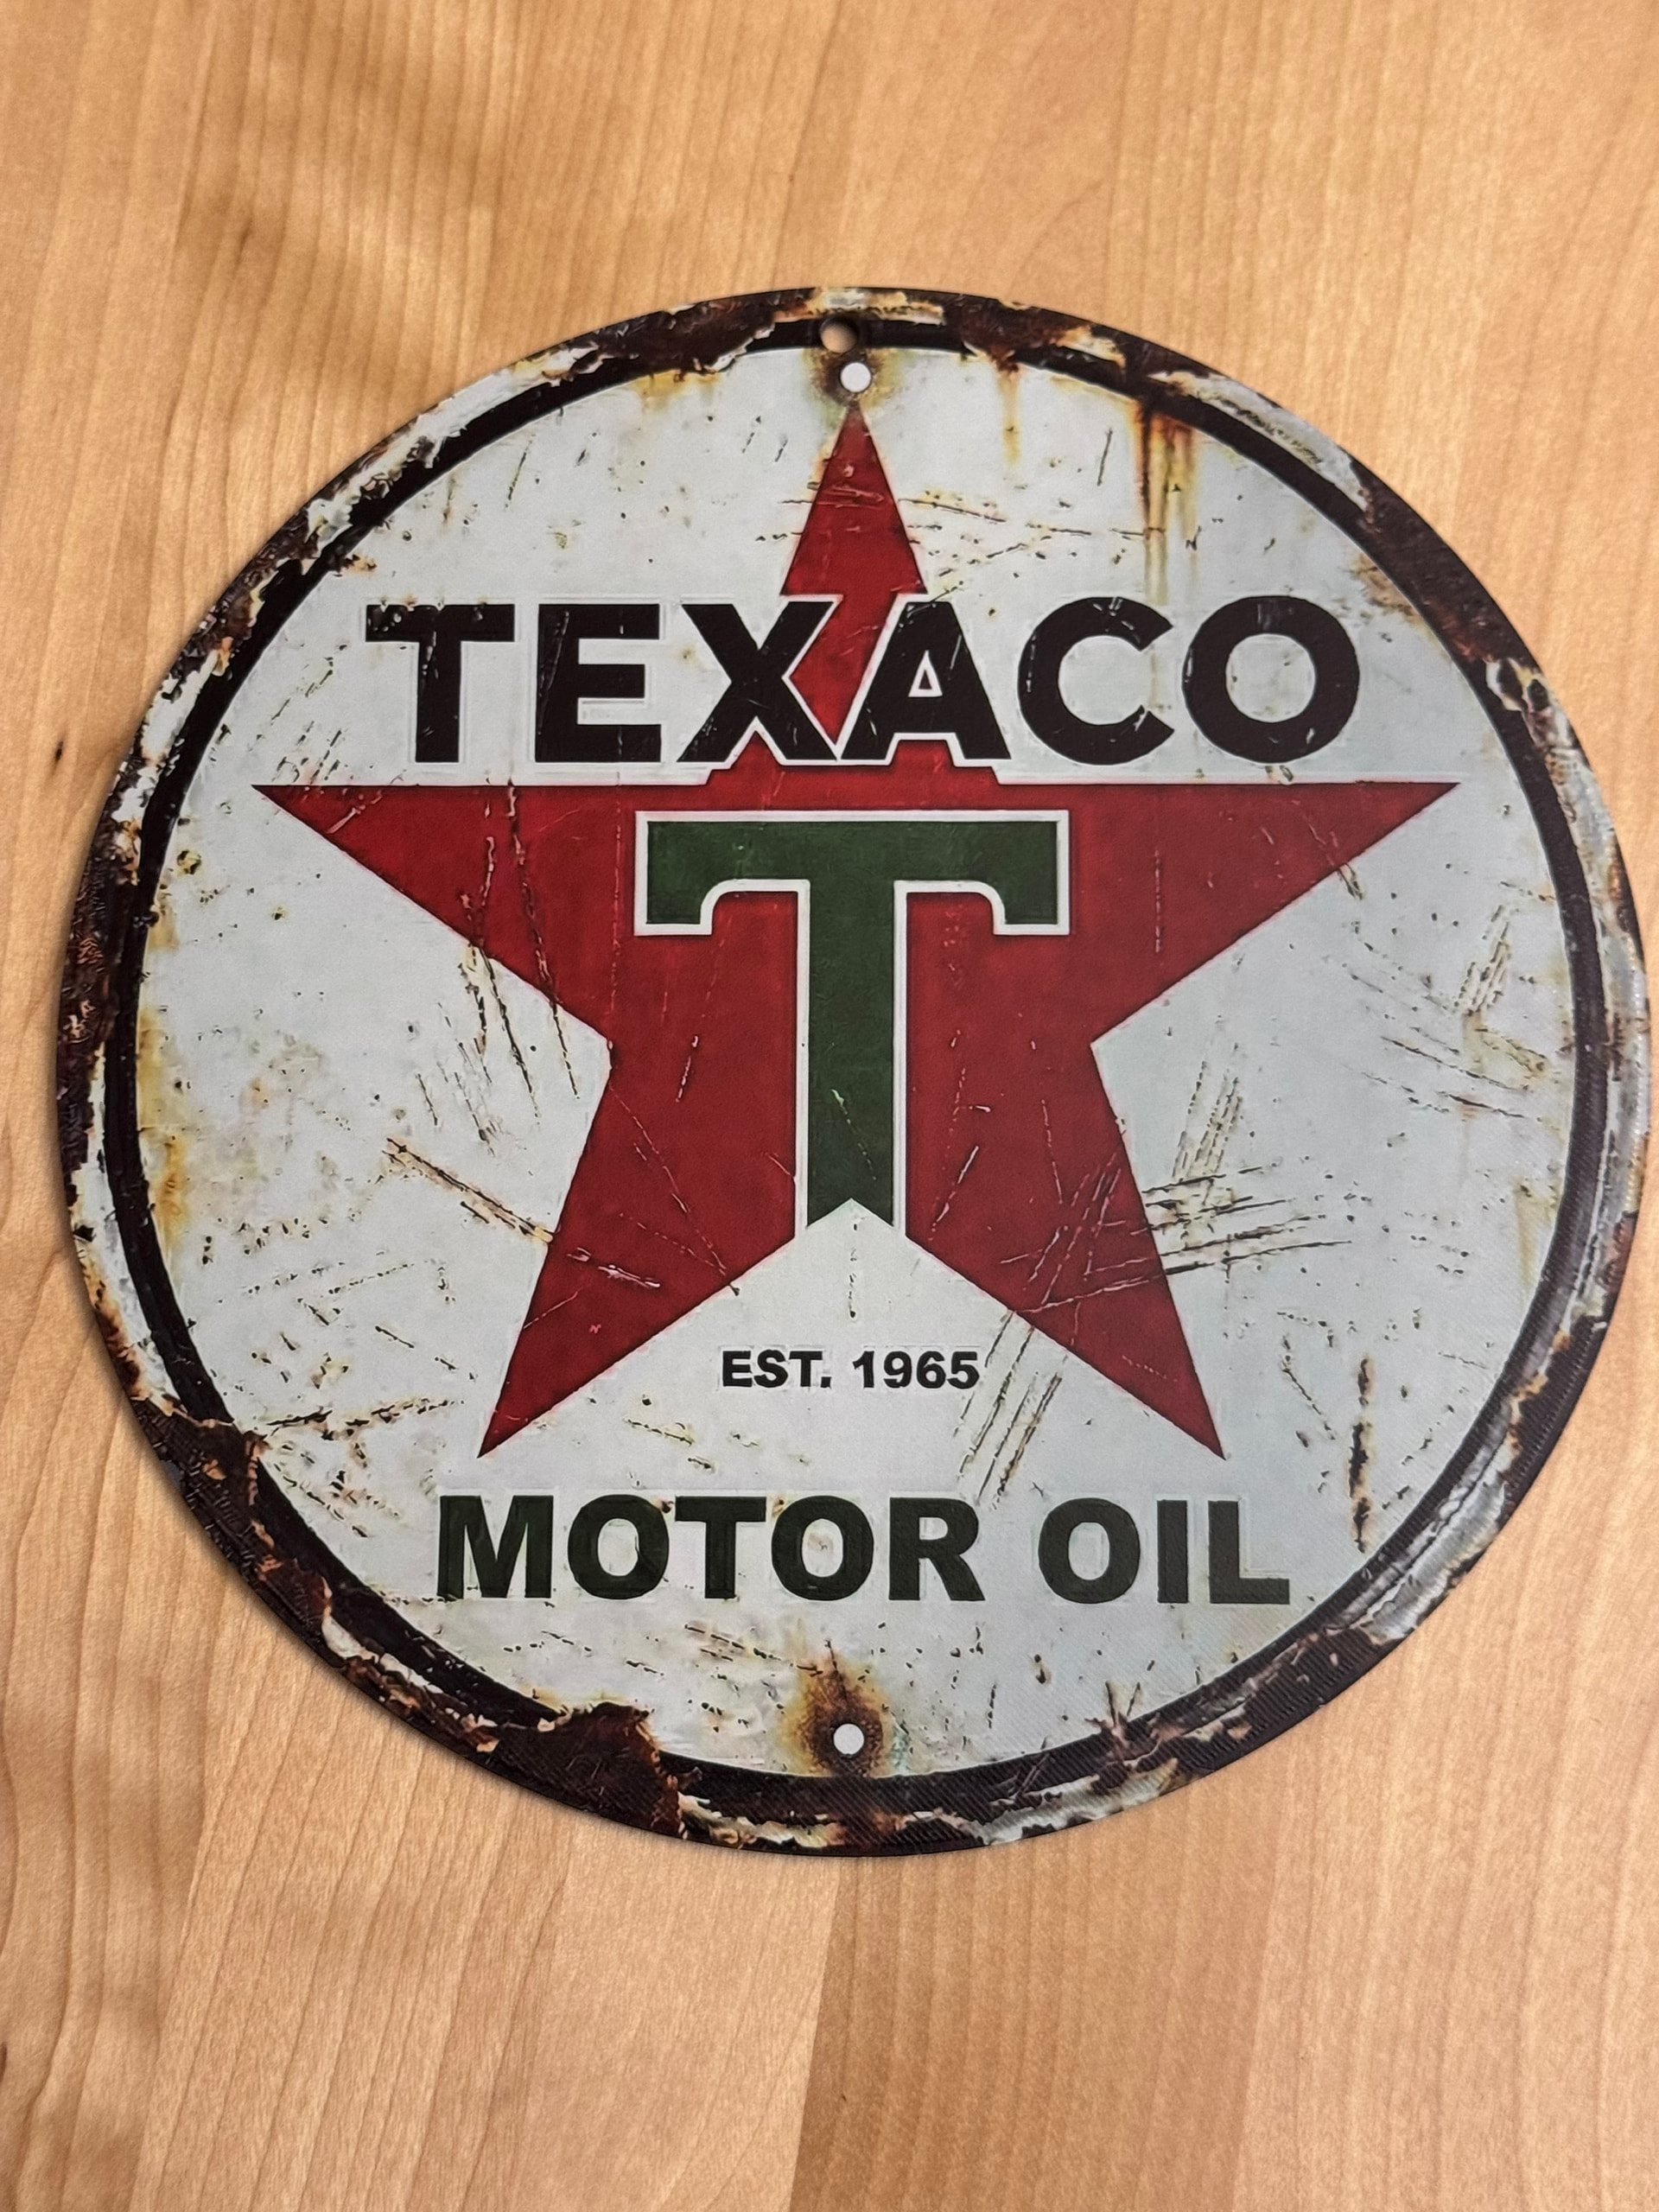 TEXACO
T
EST. 1965
MOTOR OIL